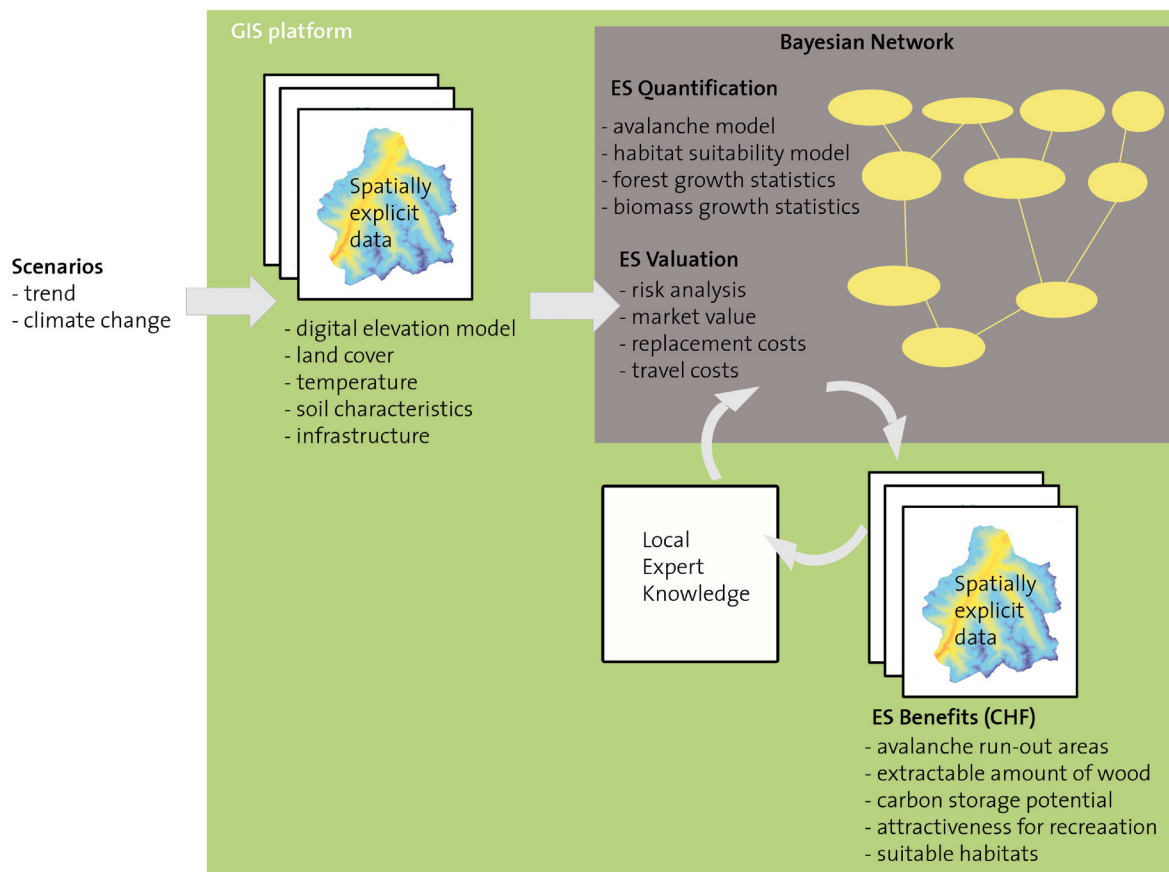 GIS platform
Scenarios
- trend
- climate change
Spatially
explicit
data
- digital elevation model
- land cover
- temperature
- soil characteristics
- infrastructure
Bayesian Network
ES Quantification
- avalanche model
- habitat suitability model
- forest growth statistics
- biomass growth statistics
ES Valuation
- risk analysis
- market value
- replacement costs
- travel costs
Local
Expert
Knowledge
Spatially
explicit
data
ES Benefits (CHF)
- avalanche run-out areas
- extractable amount of wood
- carbon storage potential
- attractiveness for recreaation
- suitable habitats